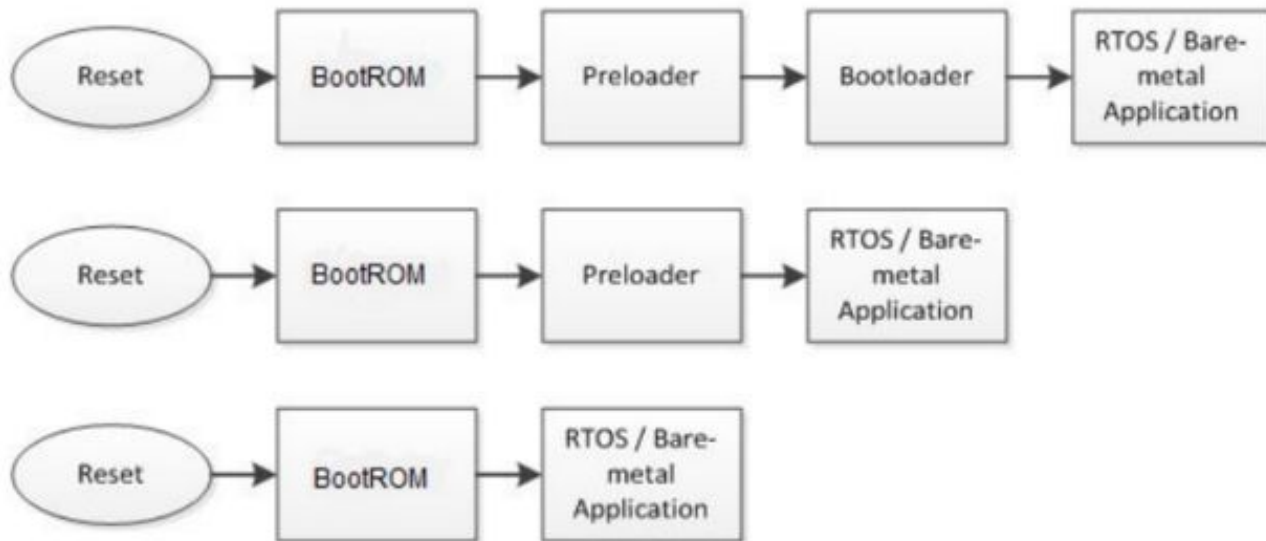 Reset
BootROM
Preloader
Bootloader
RTOS / Bare-
metal
Application
Reset
BootROM
Preloader
RTOS / Bare-
metal
Application
Reset
BootROM
RTOS / Bare-
metal
Application